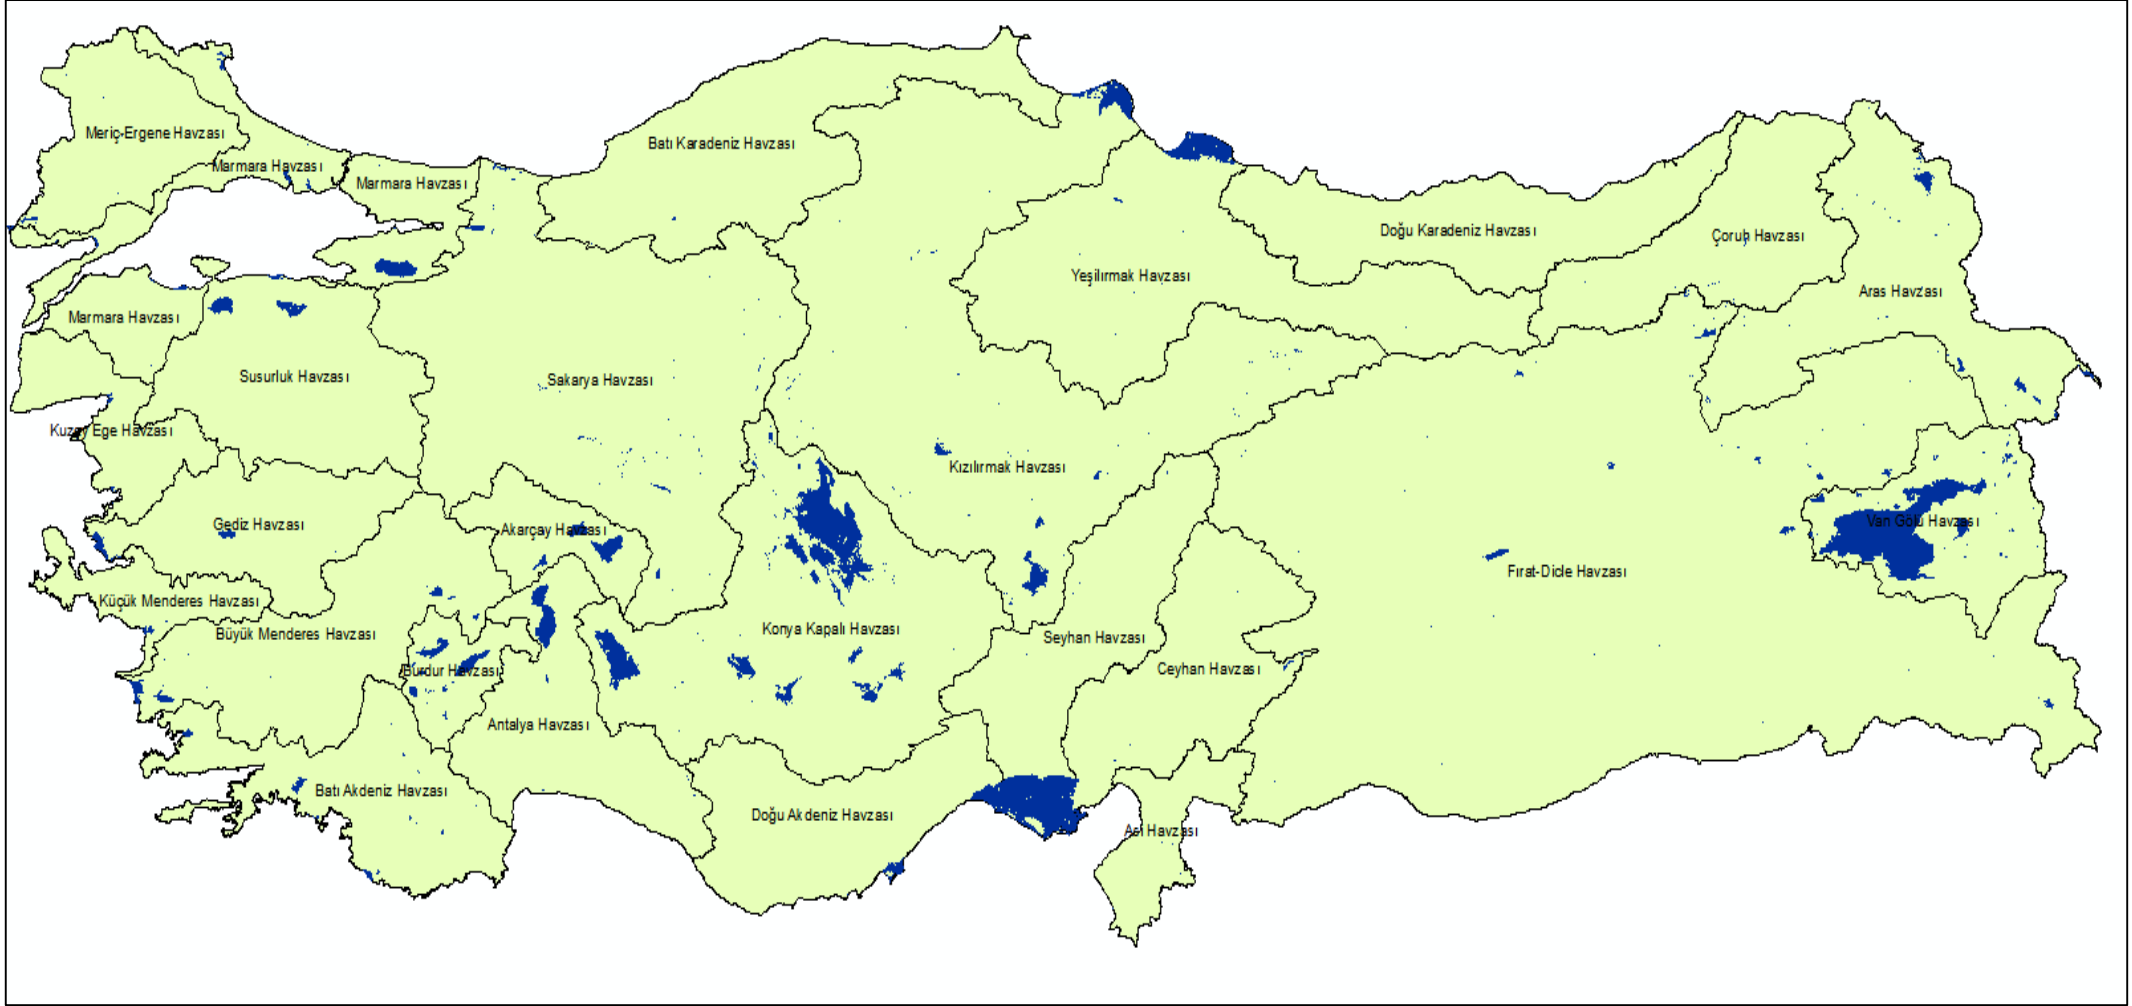 Meriç-Ergene Havzası
Batı Karadeniz Havzası
Marmara Havzası
Marmara Havzası
Doğu Karadeniz Havzası
Çoruh Havzası
Yeşilırmak Havzası
Aras Havzası
Marmara Havzası
Susurluk Havzası
Sakarya Havzası
Kuzey Ege Havzası
Kızılırmak Havzası
Gediz Havzası
Akarçay Havzası
Van Gölü Havzası
Fırat-Dicle Havzası
Küçük Menderes Havzası
Büyük Menderes Havzası
Konya Kapalı Havzası
Seyhan Havzası
Burdur Havzası
Ceyhan Havzası
Antalya Havzası
Batı Akdeniz Havzası
Doğu Akdeniz Havzası
Asi Havzası